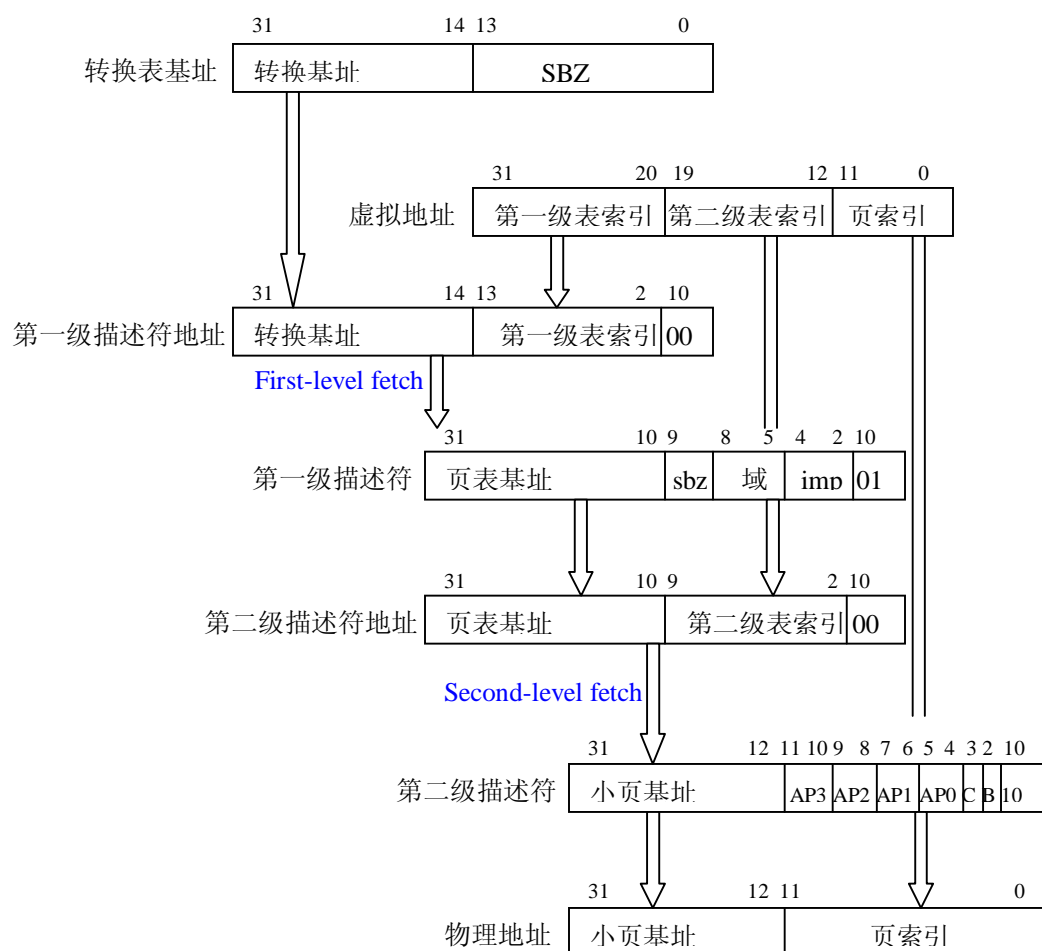 31 14 13 0
转换表基址 转换基址 SBZ
31 20 19 12 11 0
虚拟地址 第一级表索引 第二级表索引 页索引
31 14 13 2 10
第一级描述符地址 转换基址 第一级表索引 00
First-level fetch
31 10 9 8 5 4 2 10
第一级描述符 页表基址 sbz 域 imp 01
31 10 9 2 10
第二级描述符地址 页表基址 第二级表索引 00
Second-level fetch
31 12 11 10 9 8 7 6 5 4 3 2 10
第二级描述符 小页基址 AP3 AP2 AP1 AP0 C B 10
31 12 11 0
物理地址 小页基址 页索引